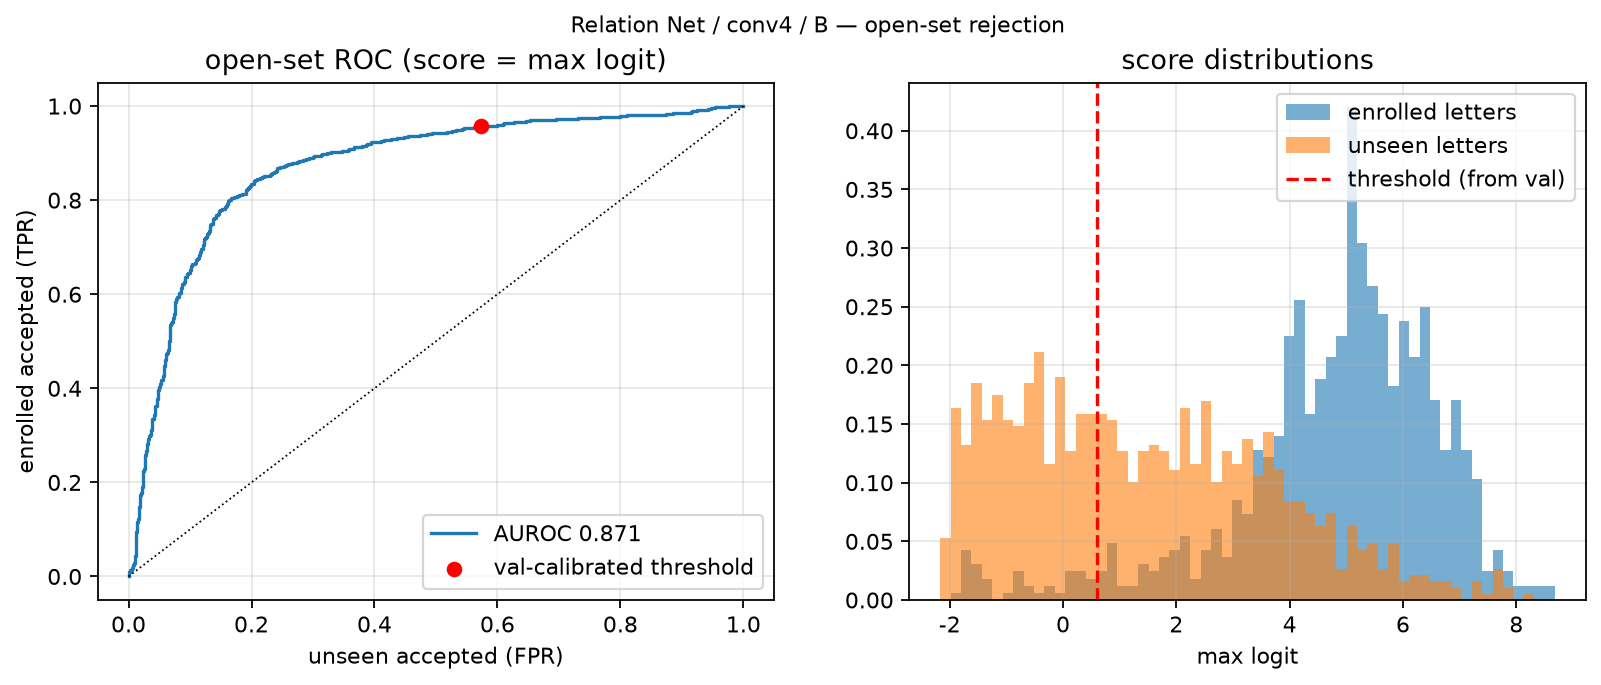 Relation Net / conv4 / B — open-set rejection
open-set ROC (score = max logit)
enrolled accepted (TPR)
1.0
0.8
0.6
0.4
0.2
0.0
AUROC 0.871
val-calibrated threshold
0.0 0.2 0.4 0.6 0.8 1.0
unseen accepted (FPR)
score distributions
0.40
0.35
0.30
0.25
0.20
0.15
0.10
0.05
0.00
enrolled letters
unseen letters
threshold (from val)
-2 0 2 4 6 8
max logit